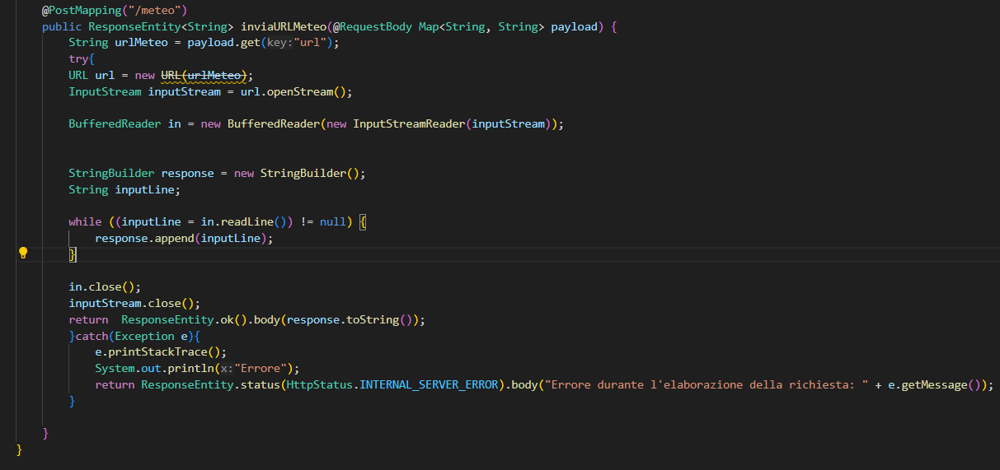 @PostMapping("/meteo")
public ResponseEntity<String> inviaURLMeteo(@RequestBody Map<String, String> payload) {
String urlMeteo = payload.get(key:"url");
try{
URL url = new URL(urlMeteo);
InputStream inputStream = url.openStream();
BufferedReader in = new BufferedReader(new InputStreamReader(inputStream));
StringBuilder response = new StringBuilder();
String inputLine;
while ((inputLine = in.readLine()) != null) {
response.append(inputLine);
}
in.close();
inputStream.close();
return  ResponseEntity.ok().body(response.toString());
}catch(Exception e){
e.printStackTrace();
System.out.println(x:"Errore");
return ResponseEntity.status(HttpStatus.INTERNAL_SERVER_ERROR).body("Errore durante l'elaborazione della richiesta: " + e.getMessage());
}
}
}